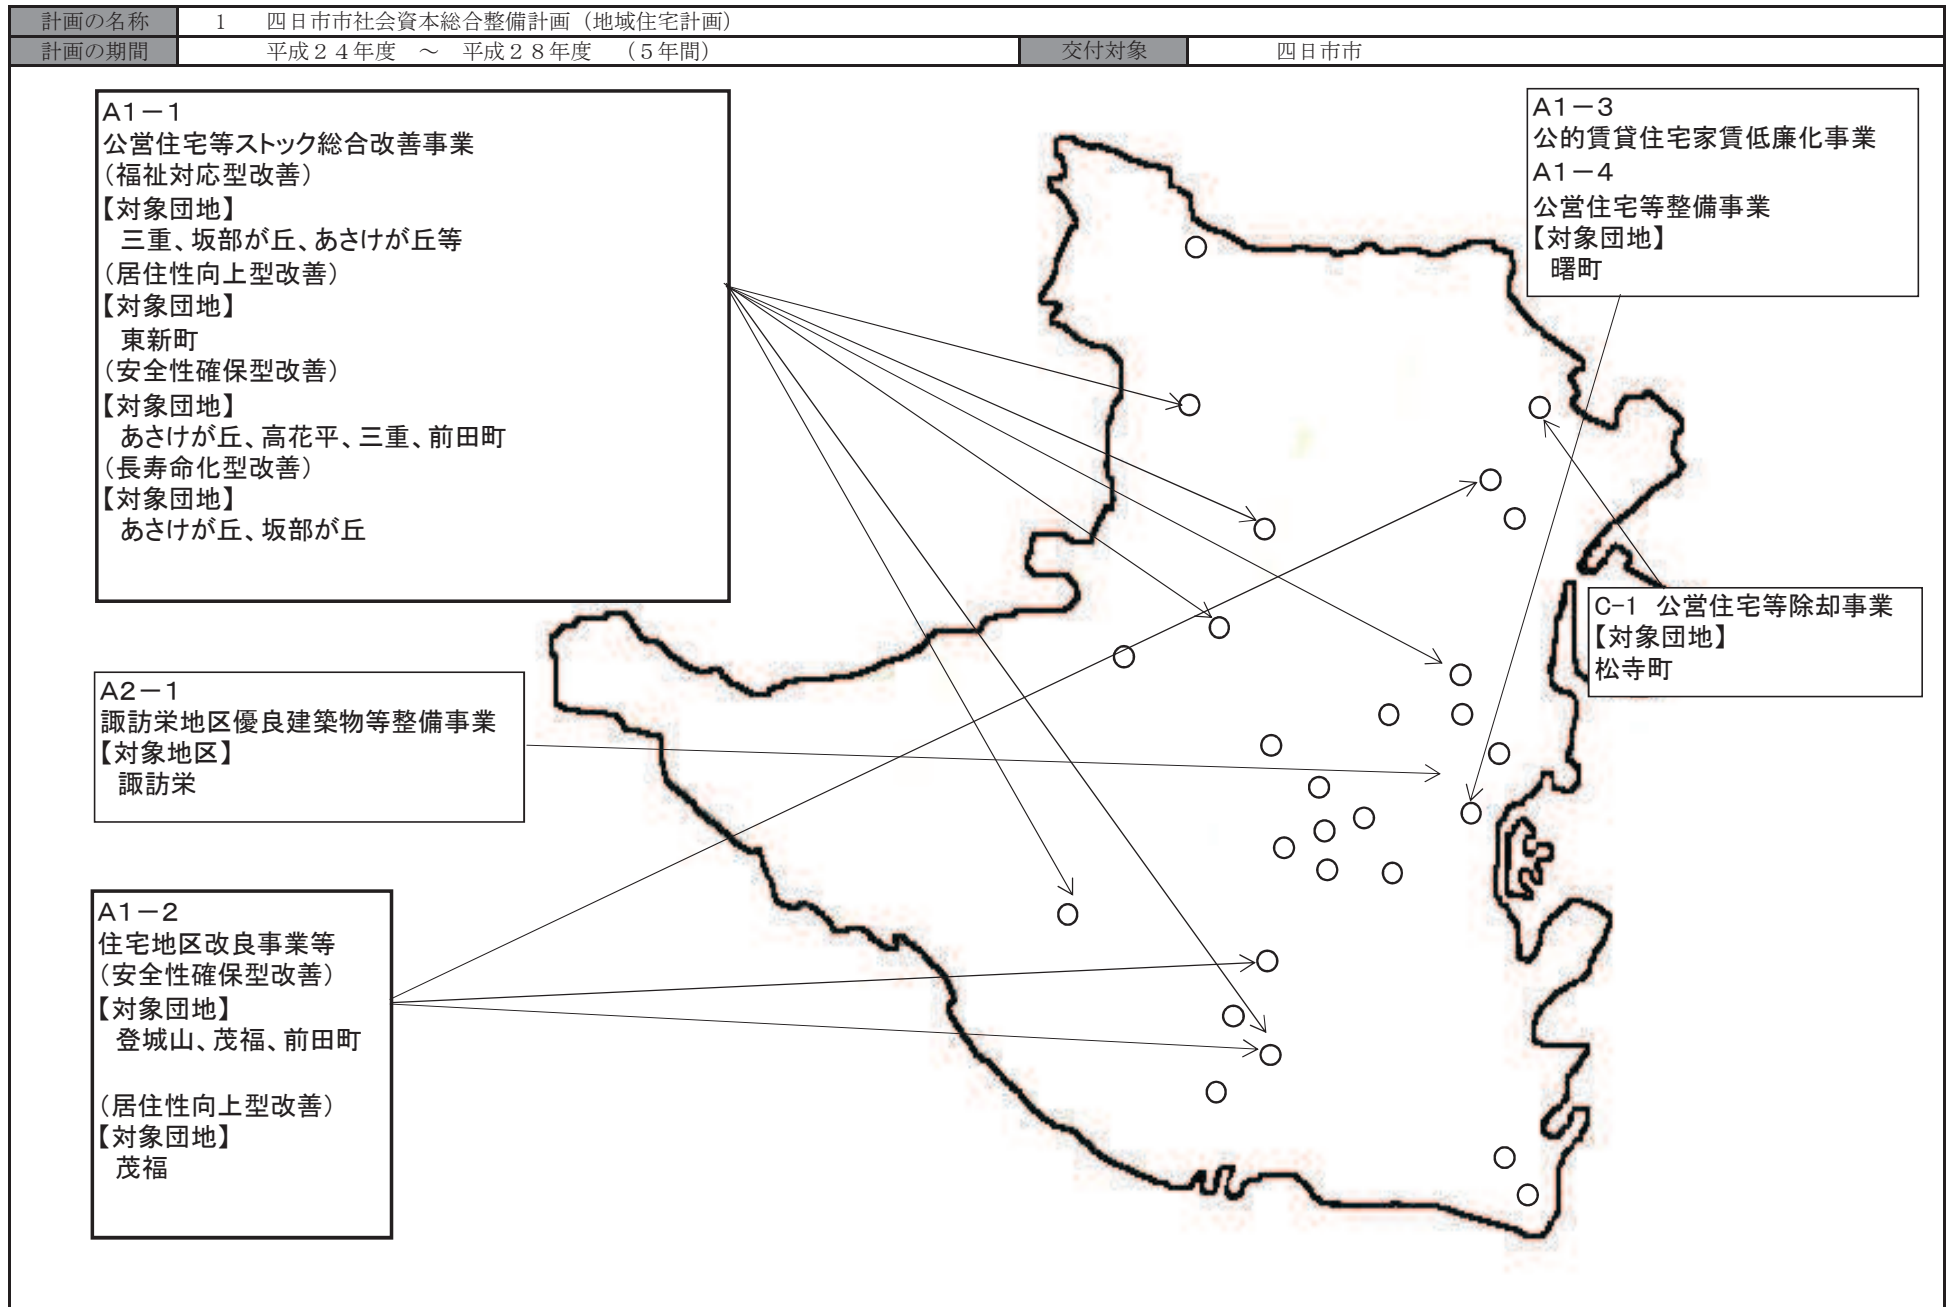 計画の名称 1 四日市市社会資本総合整備計画（地域住宅計画）
計画の期間 平成２４年度 ～ 平成２８年度 （５年間） 交付対象 四日市市
Ａ１－１
公営住宅等ストック総合改善事業
（福祉対応型改善）
【対象団地】
三重、坂部が丘、あさけが丘等
（居住性向上型改善）
【対象団地】
東新町
（安全性確保型改善）
【対象団地】
あさけが丘、高花平、三重、前田町
（長寿命化型改善）
【対象団地】
あさけが丘、坂部が丘
Ａ１－３
公的賃貸住宅家賃低廉化事業
Ａ１－４
公営住宅等整備事業
【対象団地】
曙町
C-1 公営住宅等除却事業
【対象団地】
松寺町
Ａ２－１
諏訪栄地区優良建築物等整備事業
【対象地区】
諏訪栄
Ａ１－２
住宅地区改良事業等
（安全性確保型改善）
【対象団地】
登城山、茂福、前田町
（居住性向上型改善）
【対象団地】
茂福